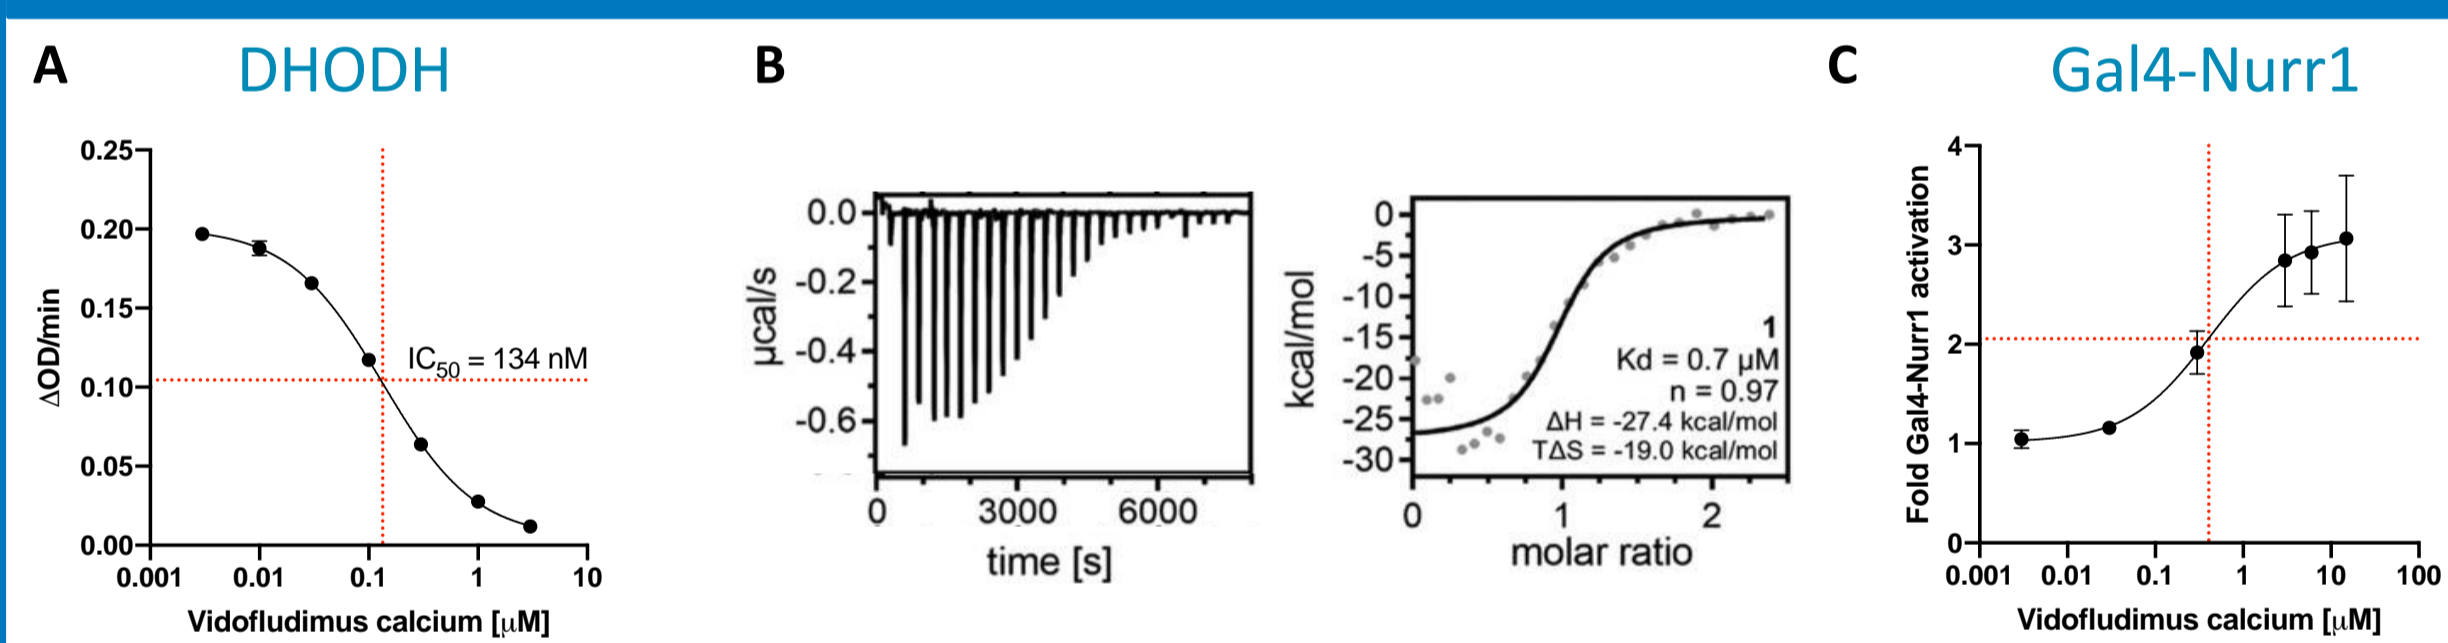 A
DHODH
0.25
0.20
0.15
0.10
0.05
0.00
ΔOD/min
IC50 = 134 nM
0.001 0.01 0.1 1 10
Vidofludimus calcium [μM]
B
0.0
-0.2
-0.4
-0.6
μcal/s
0 3000 6000
time [s]
0
-5
-10
-15
-20
-25
-30
kcal/mol
1
Kd = 0.7 μM
n = 0.97
ΔH = -27.4 kcal/mol
TΔS = -19.0 kcal/mol
0 1 2
molar ratio
C
Gal4-Nurr1
4
3
2
1
0
Fold Gal4-Nurr1 activation
0.001 0.01 0.1 1 10 100
Vidofludimus calcium [μM]